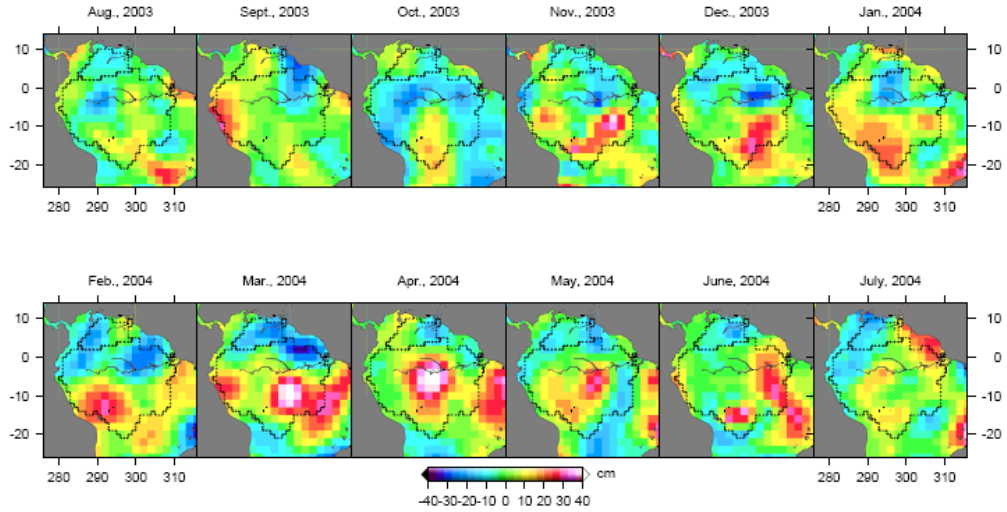 Aug., 2003 Sept., 2003 Oct., 2003 Nov., 2003 Dec., 2003 Jan., 2004
10 10
0 0
-10 -10
-20 -20
280 290 300 310 280 290 300 310
Feb., 2004 Mar., 2004 Apr., 2004 May, 2004 June, 2004 July, 2004
10 10
0 0
-10 -10
-20 -20
280 290 300 310 280 290 300 310
cm
-40 -30 -20 -10 0 10 20 30 40